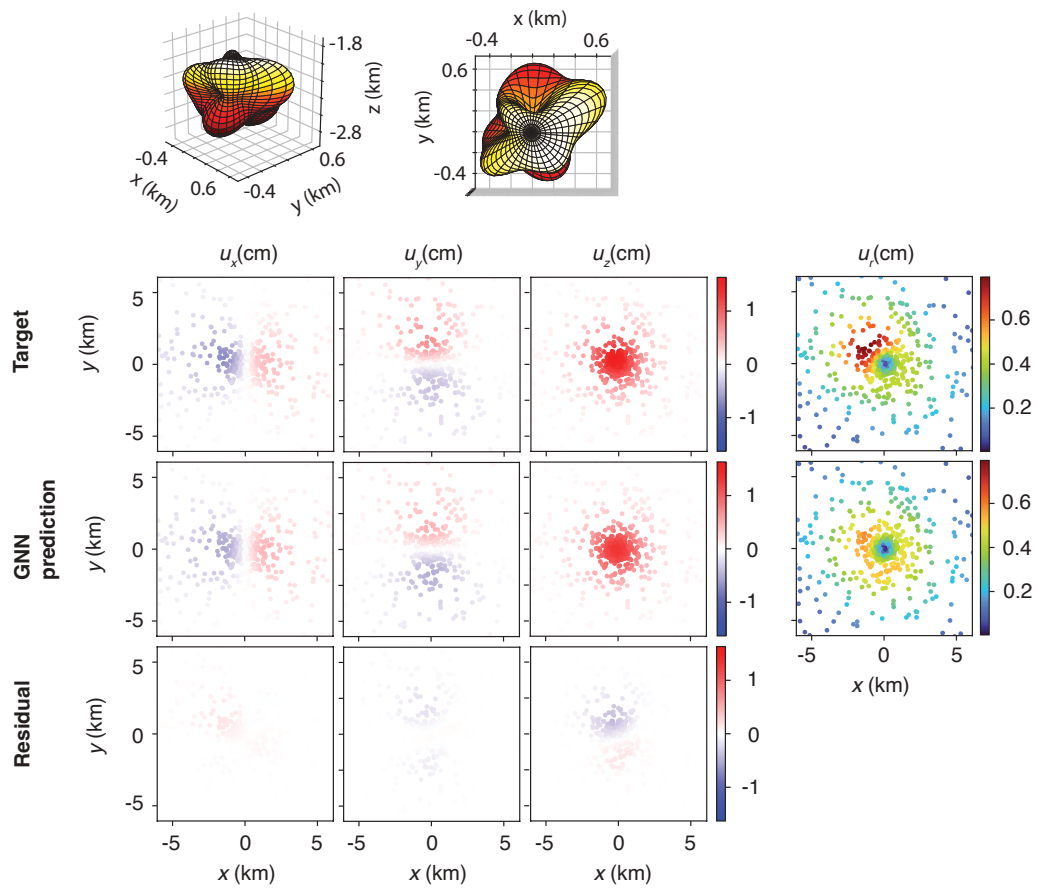 x (km)
-0.4 0.6
-1.8
z (km)
-2.8
-0.4
x (km)
0.6
-0.4
y (km)
0.6
0.6
y (km)
-0.4
u_x(cm) u_y(cm) u_z(cm) u_r(cm)
Target
y (km)
5
0
-5
1
0
-1
0.6
0.4
0.2
GNN
prediction
y (km)
5
0
-5
1
0
-1
0.6
0.4
0.2
-5 0 5
x (km)
Residual
y (km)
5
0
-5
1
0
-1
-5 0 5 -5 0 5 -5 0 5
x (km) x (km) x (km)